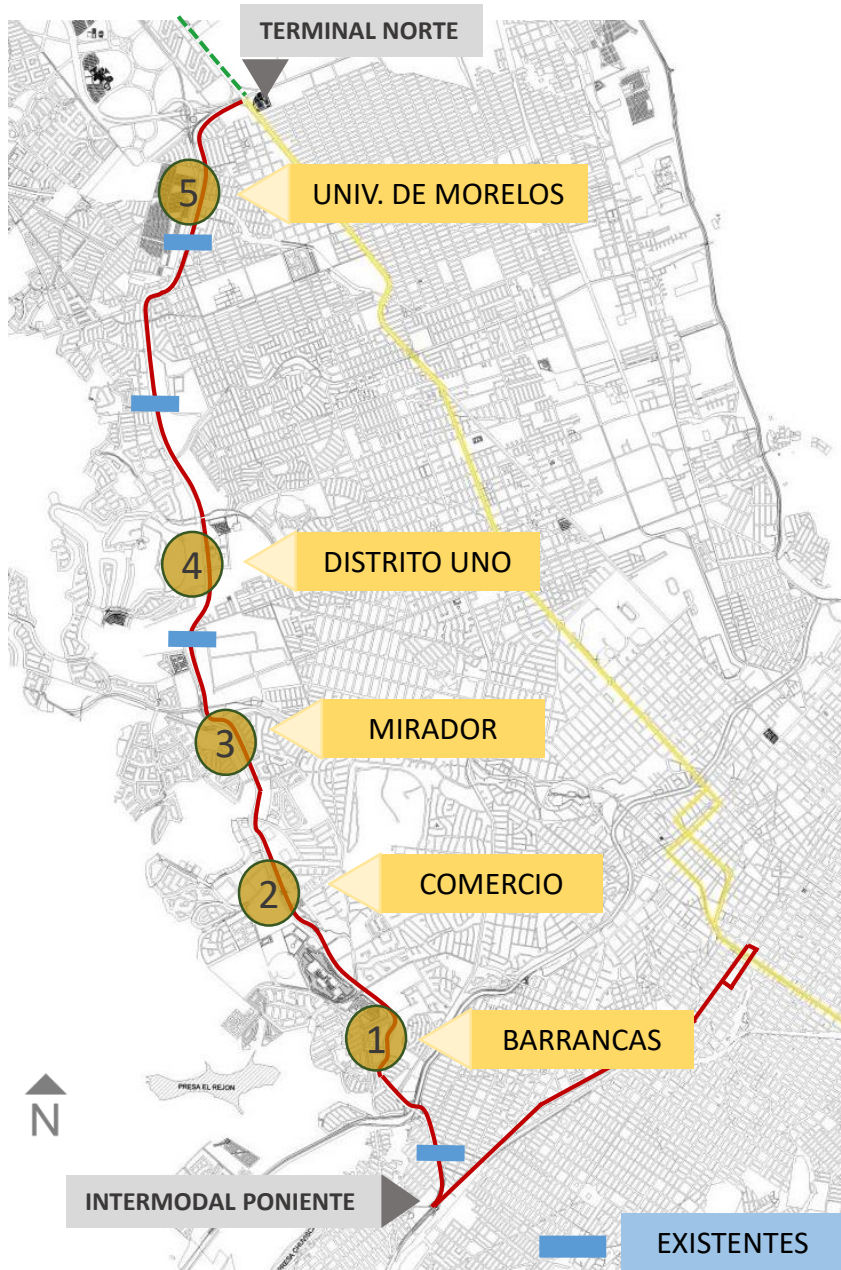 TERMINAL NORTE
5
UNIV. DE MORELOS
4
DISTRITO UNO
3
MIRADOR
2
COMERCIO
1
BARRANCAS
PRESA EL REJON
N
INTERMODAL PONIENTE
EXISTENTES